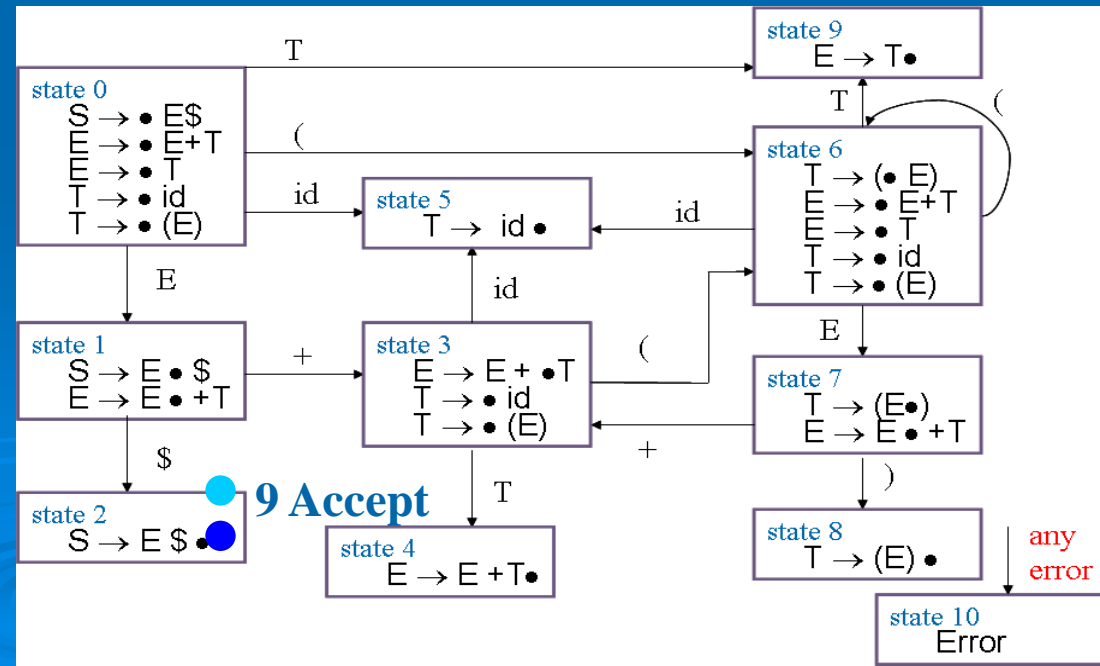 state 9
E → T●
T
state 0
S → ● E$
E → ● E+T
E → ● T
T → ● id
T → ● (E)
(
T
(
state 6
T → (● E)
E → ● E+T
E → ● T
T → ● id
T → ● (E)
id
state 5
T → id ●
id
E
id
E
state 1
S → E ● $
E → E ● +T
+
state 3
E → E + ●T
T → ● id
T → ● (E)
(
state 7
T → (E●)
E → E ● +T
+
$
T
)
9 Accept
state 2
S → E $ ●
state 4
E → E +T●
state 8
T → (E) ●
any
error
state 10
Error